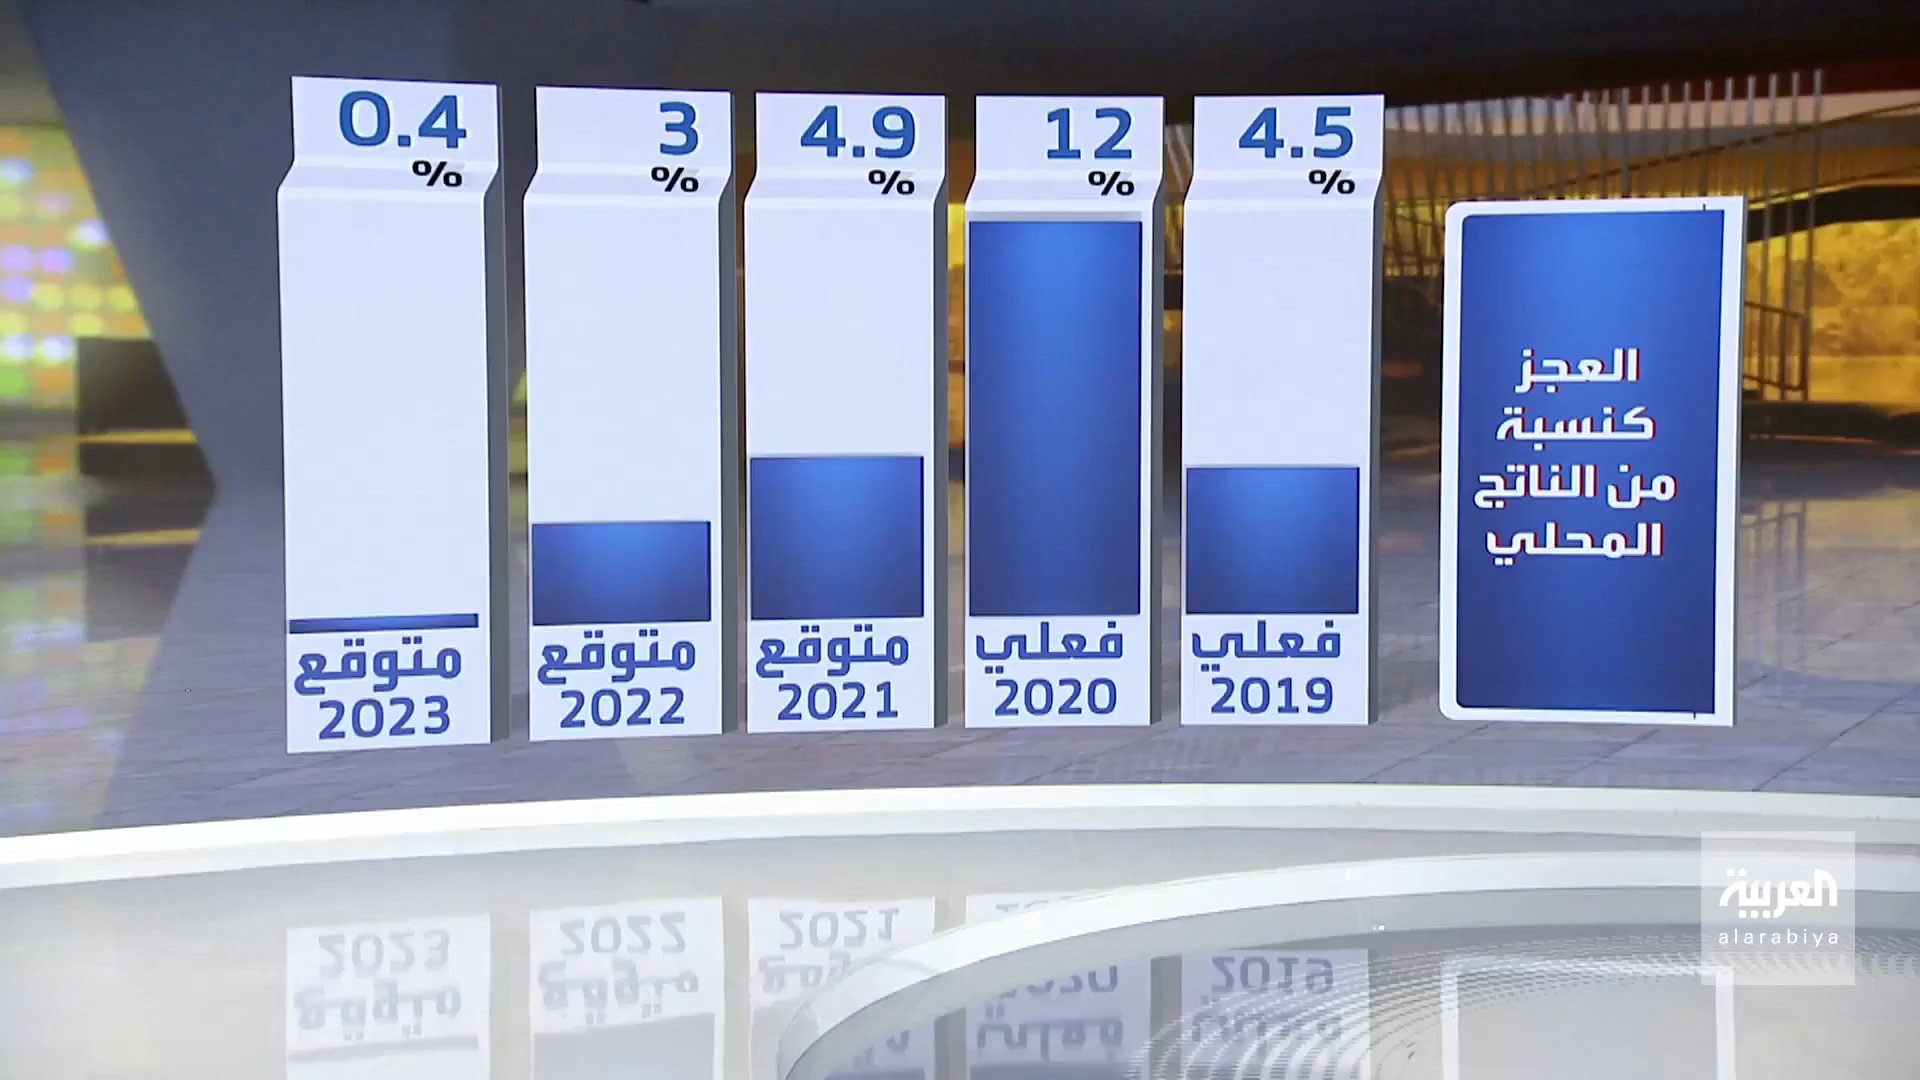 العجز
كنسبة
من الناتج
المحلي
4.5
%
فعلي
2019
12
%
فعلي
2020
4.9
%
متوقع
2021
3
%
متوقع
2022
0.4
%
متوقع
2023
العربية
alarabiya